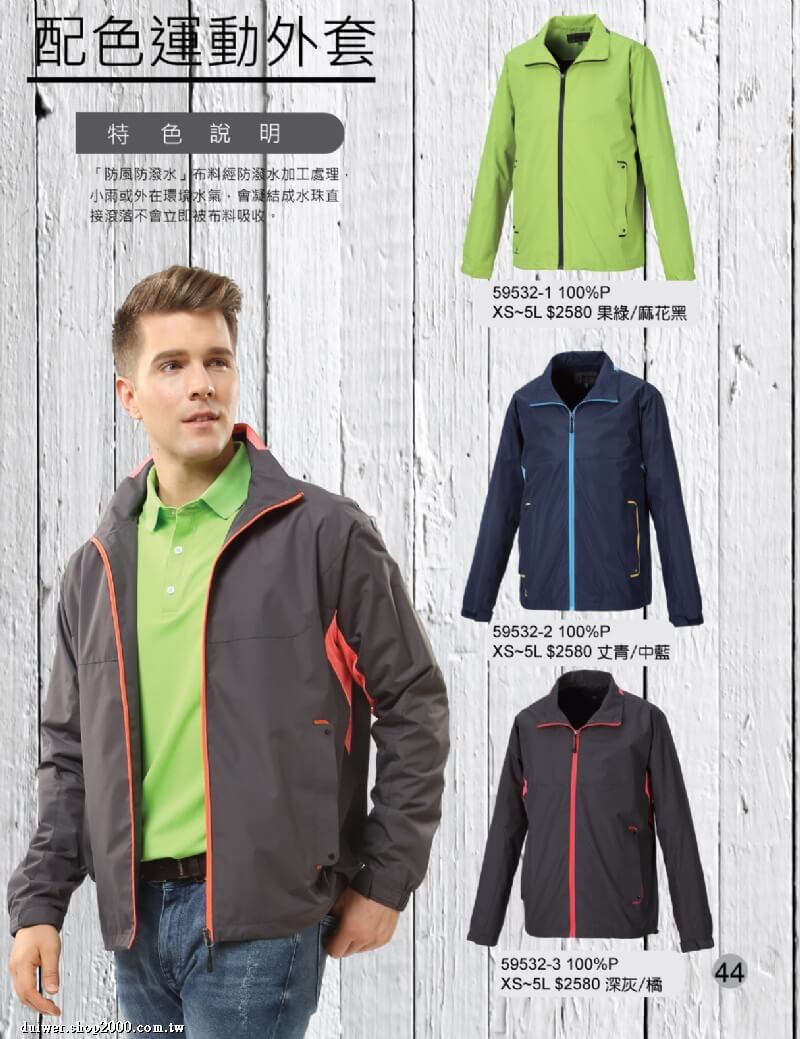 配色運動外套
特色說明
「防風防潑水」布料經防潑水加工處理，
小雨或外在環境水氣，會凝結成水珠直
接滾落不會立即被布料吸收。
59532-1 100%P
XS~5L $2580 果綠/麻花黑
59532-2 100%P
XS~5L $2580 丈青/中藍
59532-3 100%P
XS~5L $2580 深灰/橘
44
duiwer.shop2000.com.tw